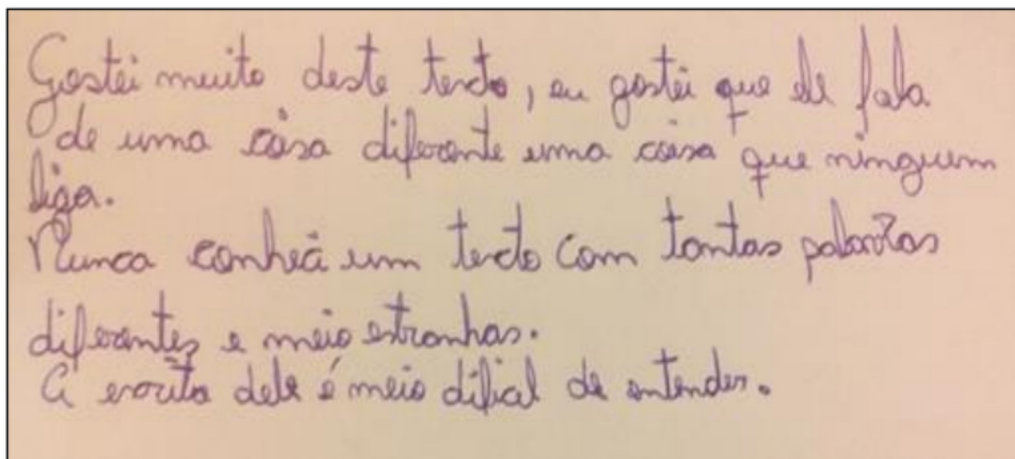 Gostei muito deste texto, eu gostei que ele fala
de uma coisa diferente uma coisa que ninguem
liga.
Nunca conheci um texto com tantas palavras
diferentes e meio estranhas.
A escrita dele é meio dificil de entender.